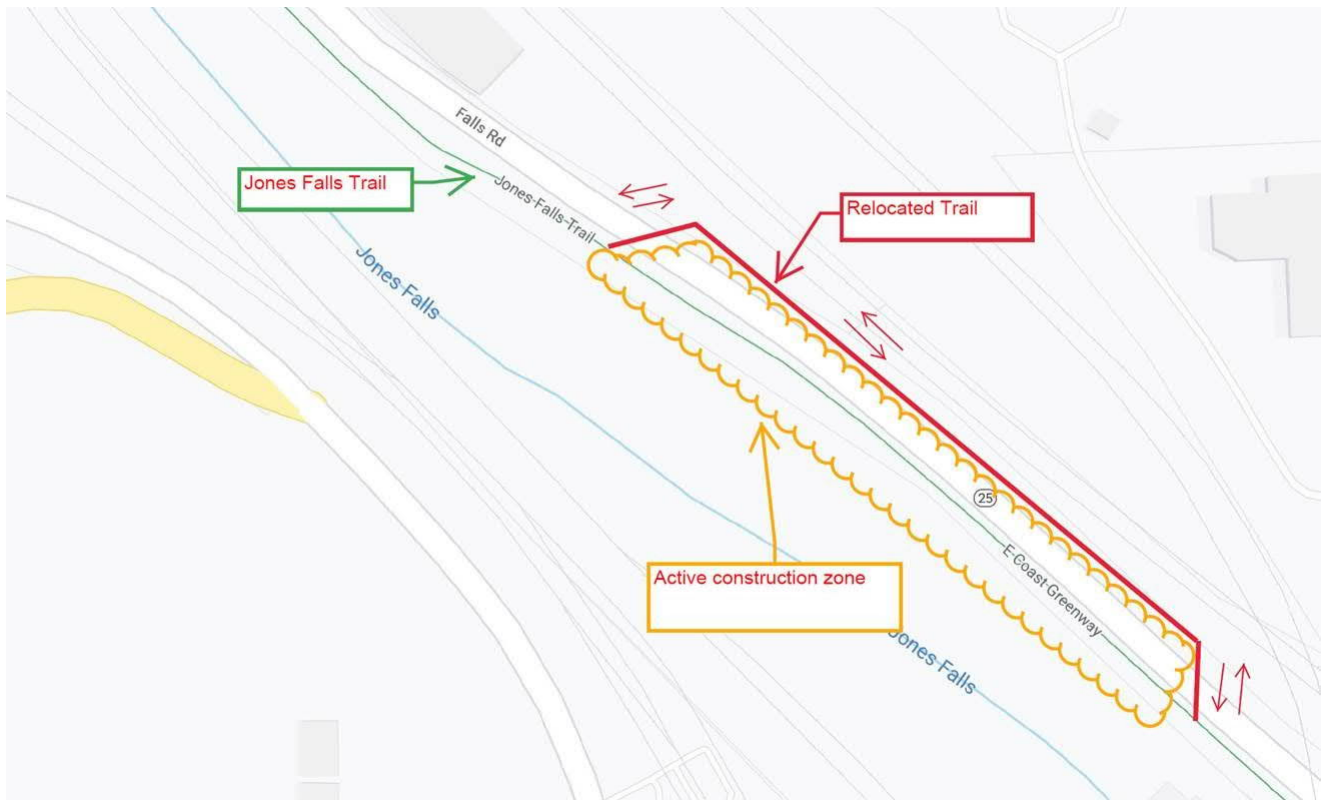 Falls Rd
Jones Falls Trail
Jones-Falls-Trail
Relocated Trail
Jones Falls
25
E-Coast-Greenway
Active construction zone
Jones Falls